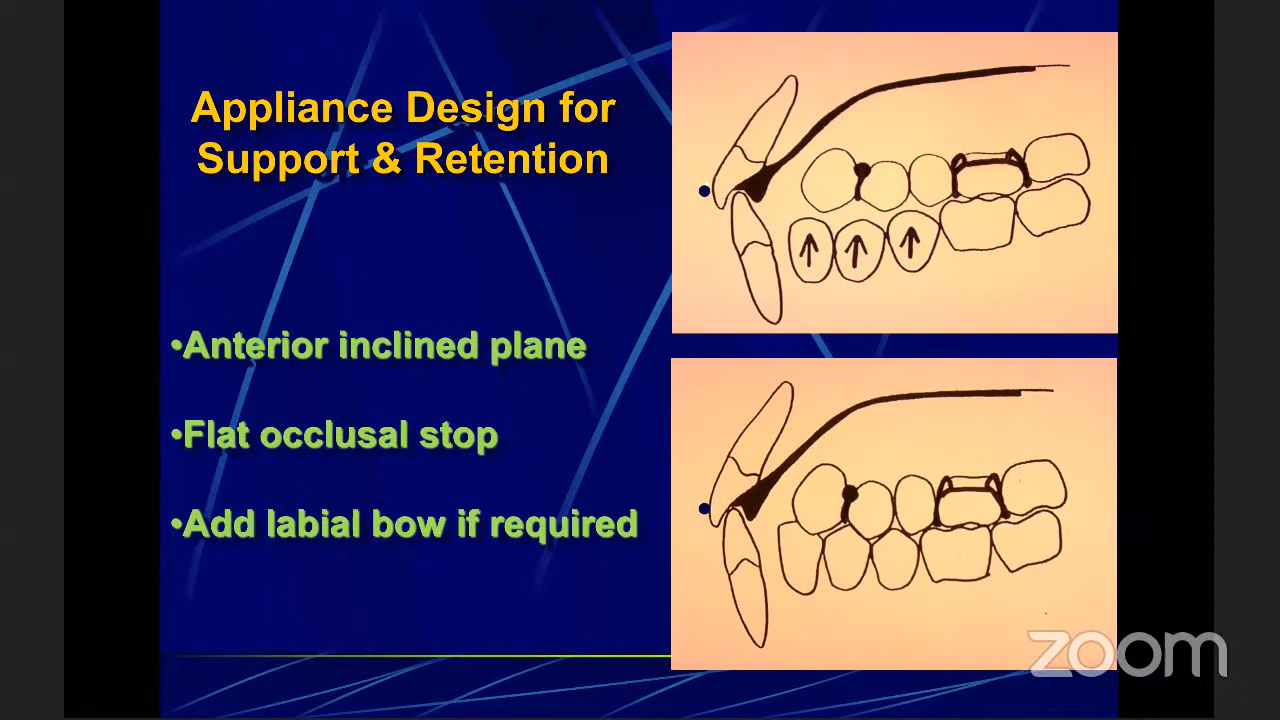 Appliance Design for
Support & Retention
•Anterior inclined plane
•Flat occlusal stop
•Add labial bow if required
zoom